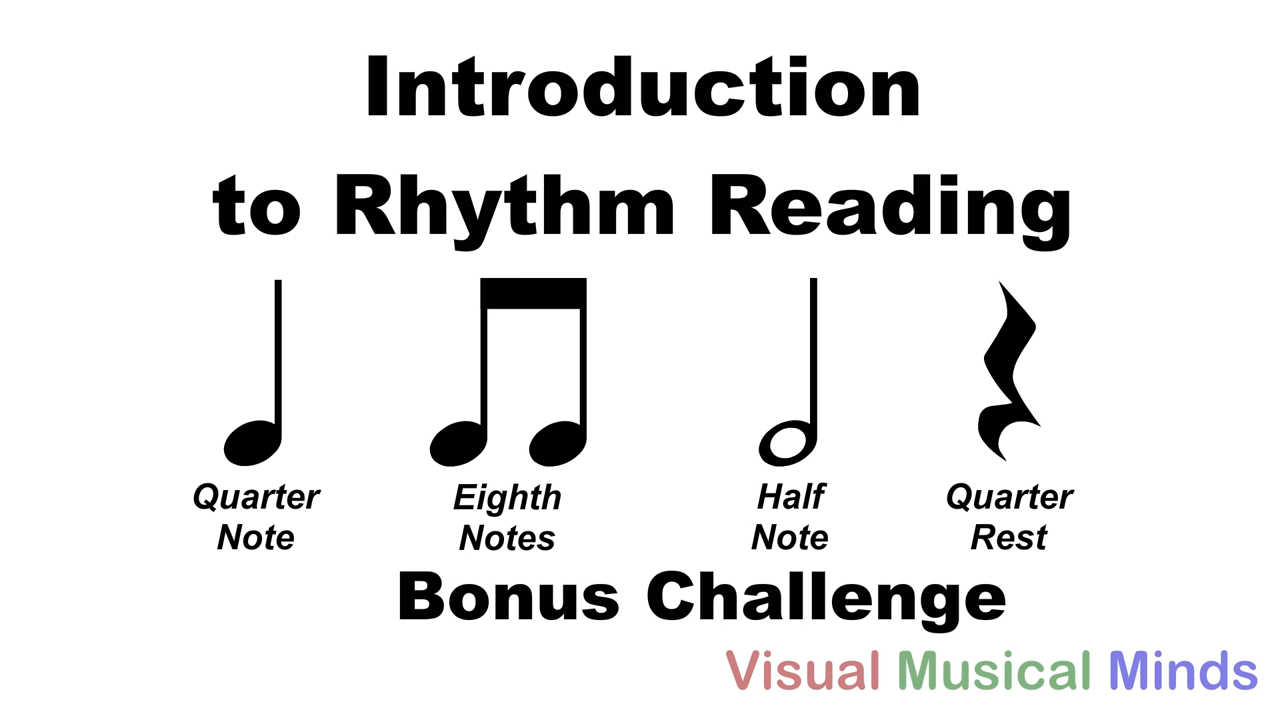 Introduction
to Rhythm Reading
Quarter Note
Eighth Notes
Half Note
Quarter Rest
Bonus Challenge
Visual Musical Minds